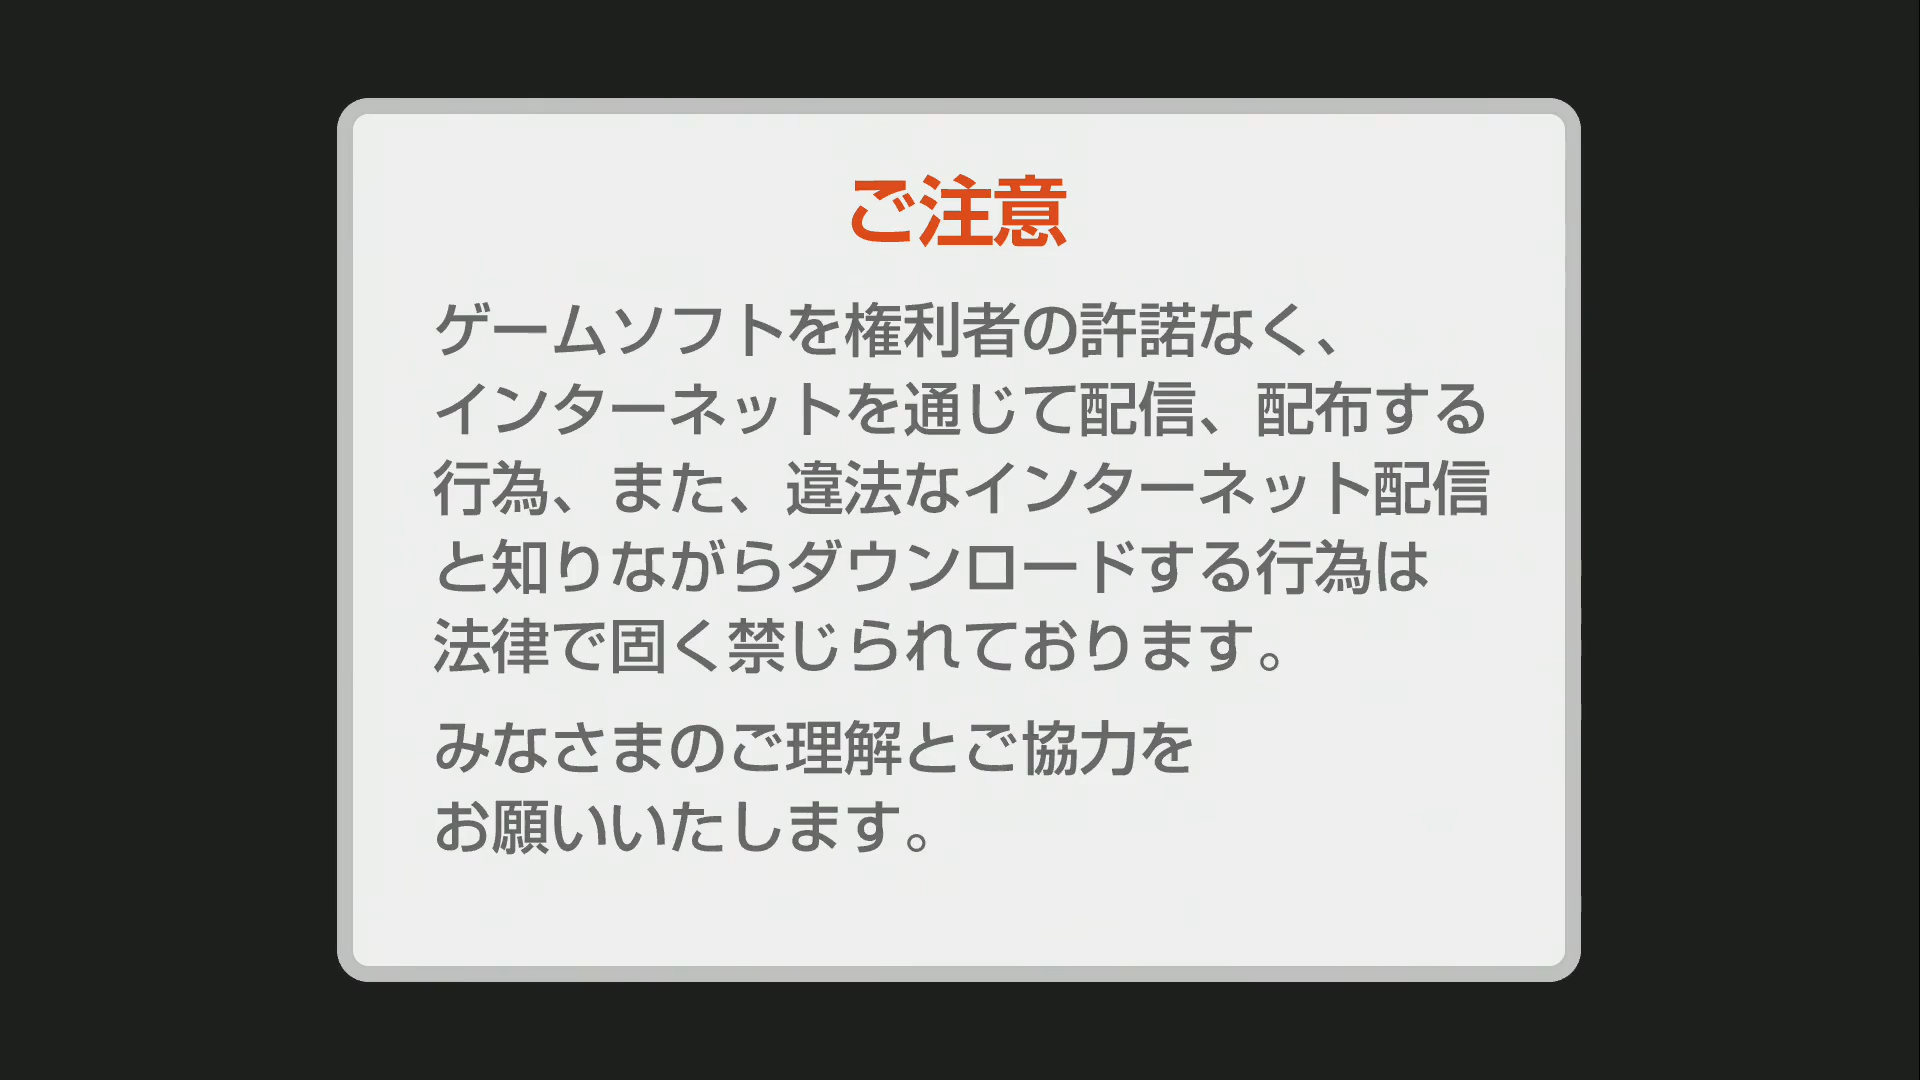 ご注意
ゲームソフトを権利者の許諾なく、
インターネットを通じて配信、配布する
行為、また、違法なインターネット配信
と知りながらダウンロードする行為は
法律で固く禁じられております。
みなさまのご理解とご協力を
お願いいたします。